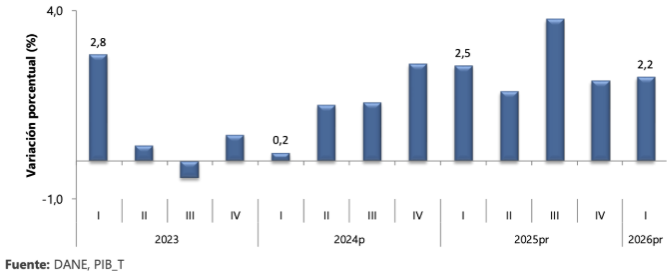 4,0
2,8
2,5
2,2
0,2
-1,0
Variación porcentual (%)
I II III IV I II III IV I II III IV I
2023 2024p 2025pr 2026pr
Fuente: DANE, PIB_T